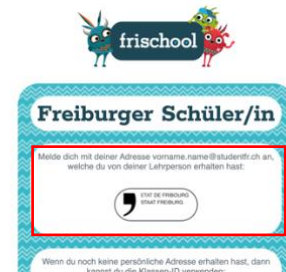 frischool
Freiburger Schüler/in
Melde dich mit deiner Adresse vorname.name@studentfr.ch an,
welche du von deiner Lehrperson erhalten hast:
ETAT DE FRIBOURG
STAAT FREIBURG
Wenn du noch keine persönliche Adresse erhalten hast, dann
kannst du die Klassen-ID verwenden: